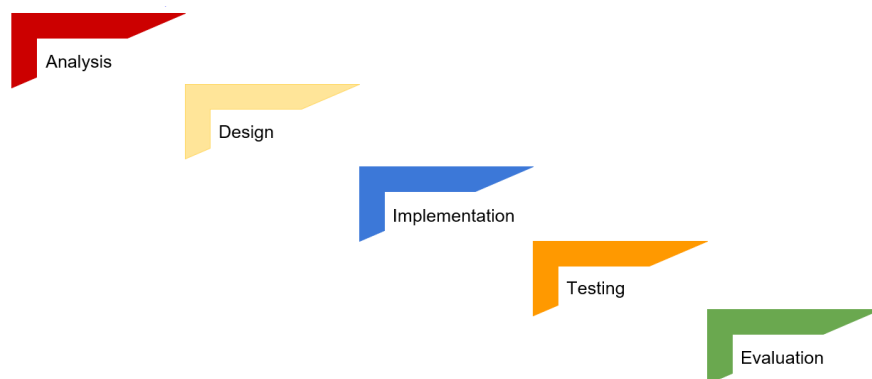 Analysis
Design
Implementation
Testing
Evaluation